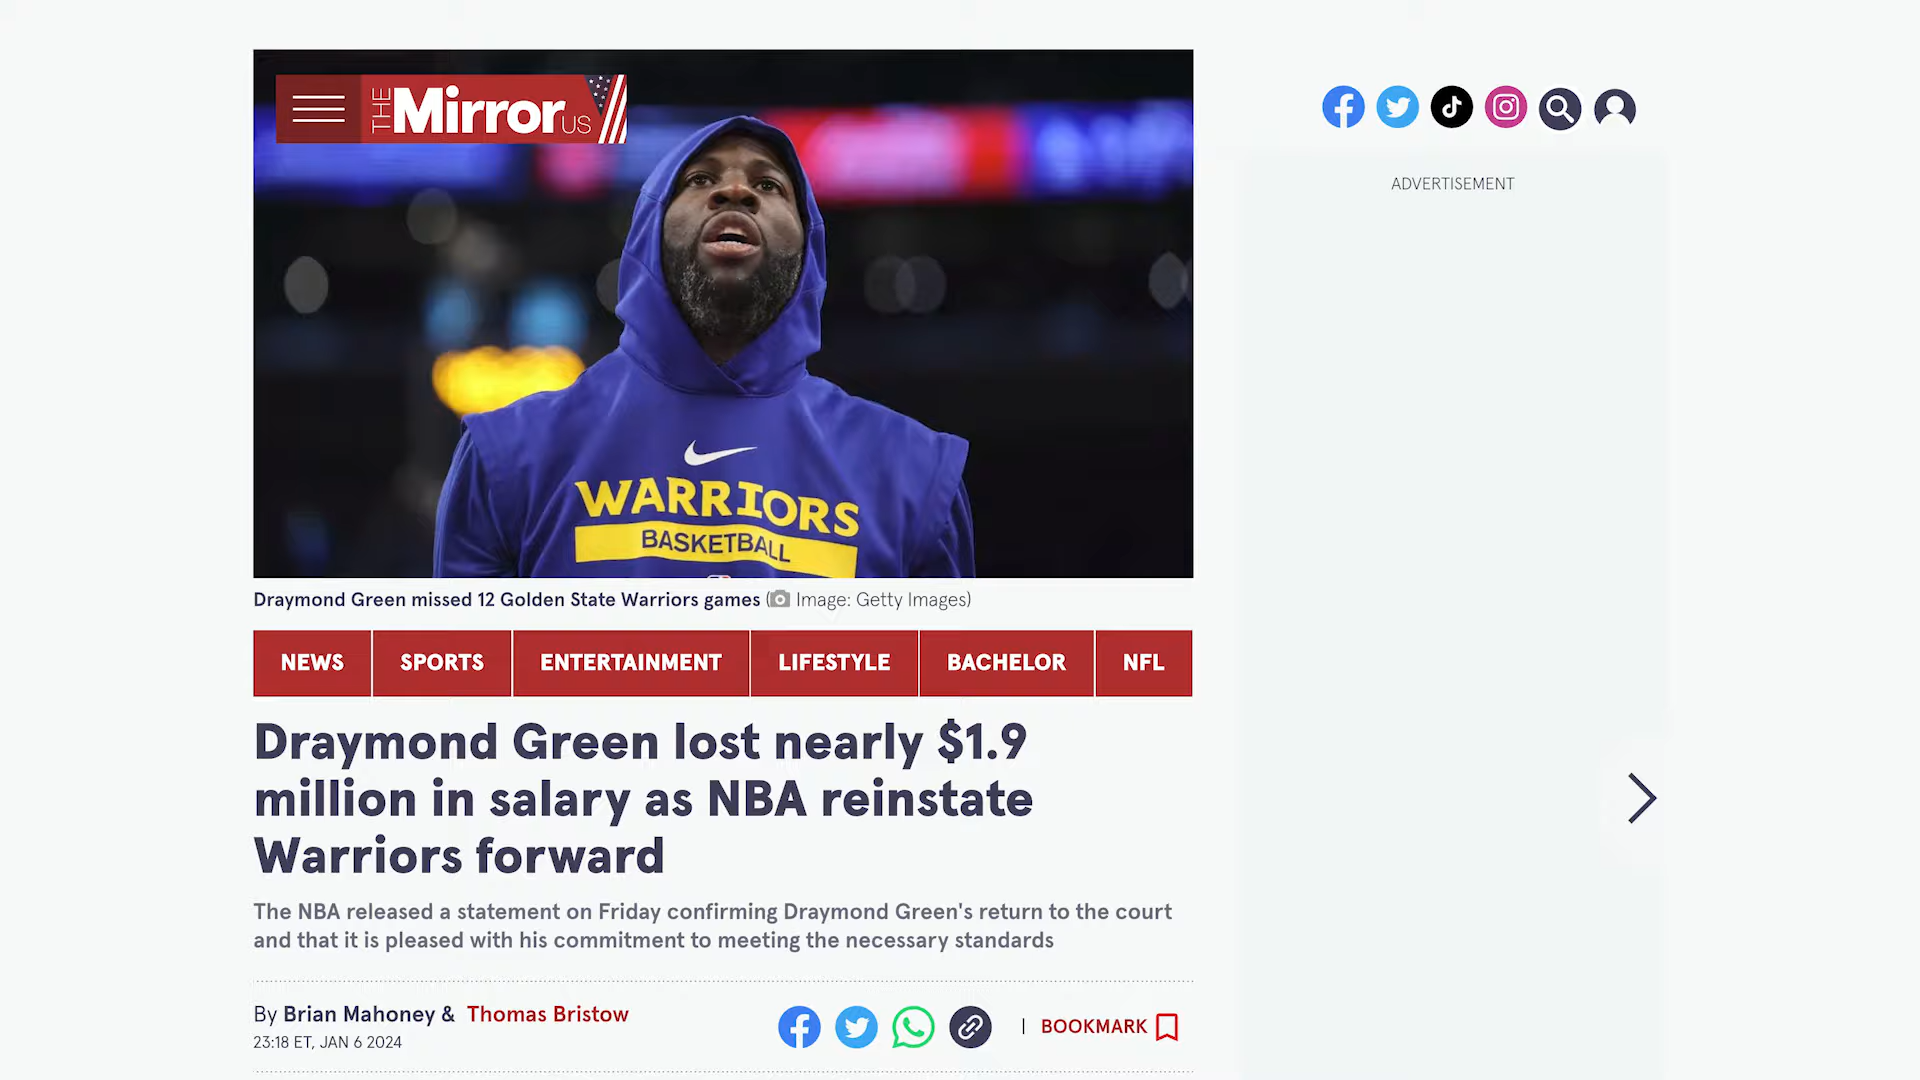 THE Mirror US
WARRIORS
BASKETBALL
ADVERTISEMENT
Draymond Green missed 12 Golden State Warriors games (Image: Getty Images)
NEWS SPORTS ENTERTAINMENT LIFESTYLE BACHELOR NFL
Draymond Green lost nearly $1.9
million in salary as NBA reinstate
Warriors forward
The NBA released a statement on Friday confirming Draymond Green's return to the court
and that it is pleased with his commitment to meeting the necessary standards
By Brian Mahoney & Thomas Bristow
23:18 ET, JAN 6 2024
| BOOKMARK